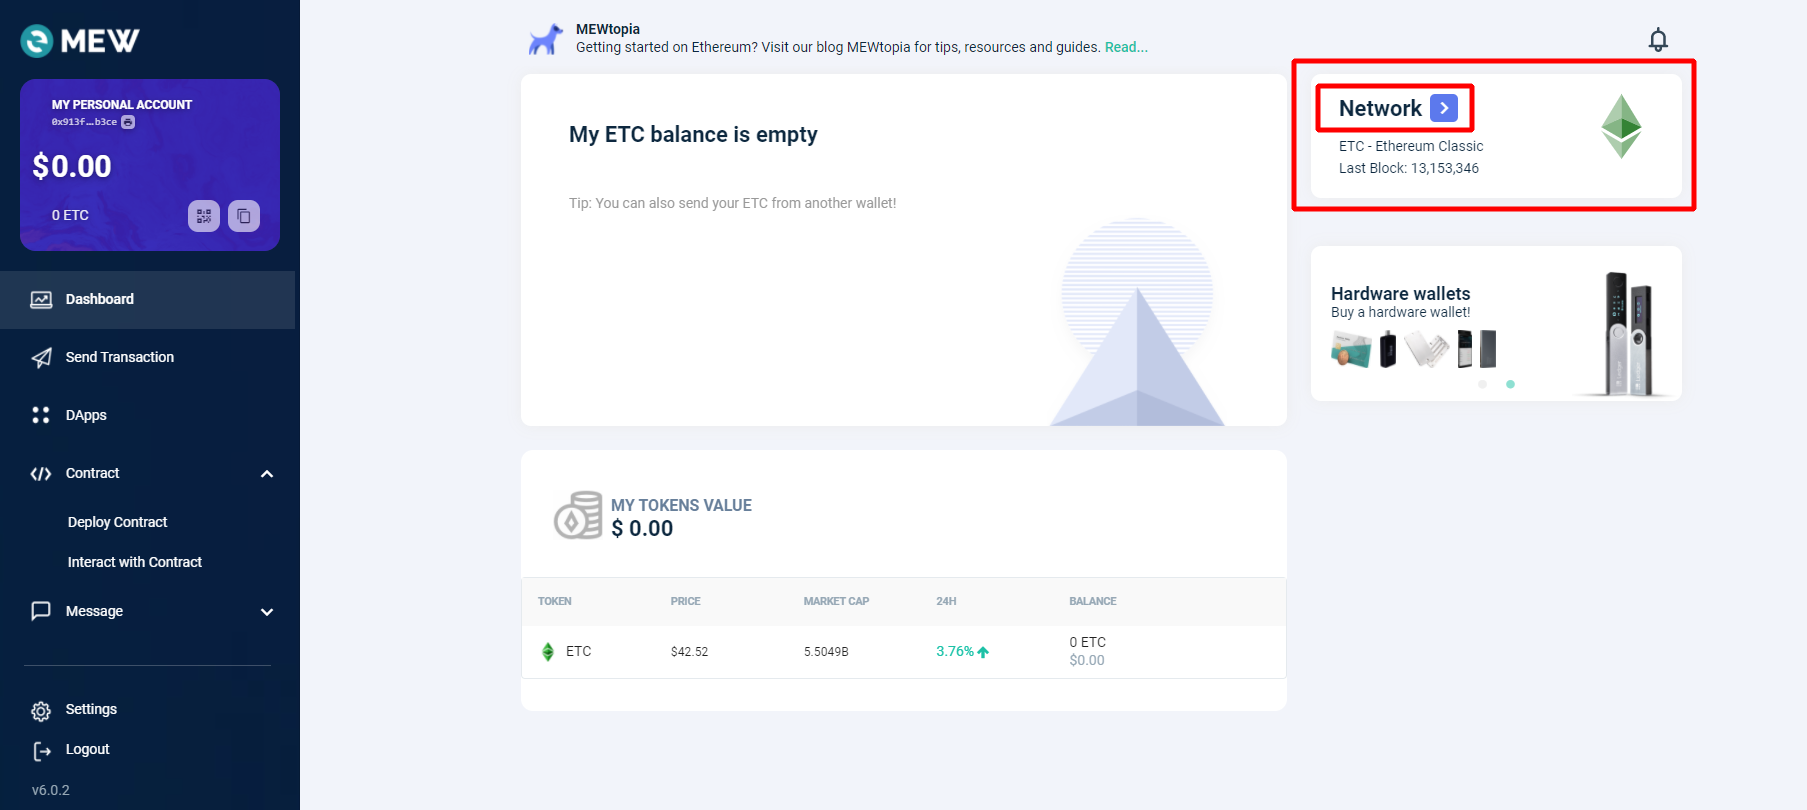 MEW
MY PERSONAL ACCOUNT
0x913f...b3ce
$0.00
0 ETC
Dashboard
Send Transaction
DApps
Contract
Deploy Contract
Interact with Contract
Message
Settings
Logout
v6.0.2
MEWtopia
Getting started on Ethereum? Visit our blog MEWtopia for tips, resources and guides. Read...
My ETC balance is empty
Tip: You can also send your ETC from another wallet!
Network
ETC - Ethereum Classic
Last Block: 13,153,346
Hardware wallets
Buy a hardware wallet!
MY TOKENS VALUE
$ 0.00
TOKEN PRICE MARKET CAP 24H BALANCE
ETC $42.52 5.5049B 3.76% 0 ETC
$0.00